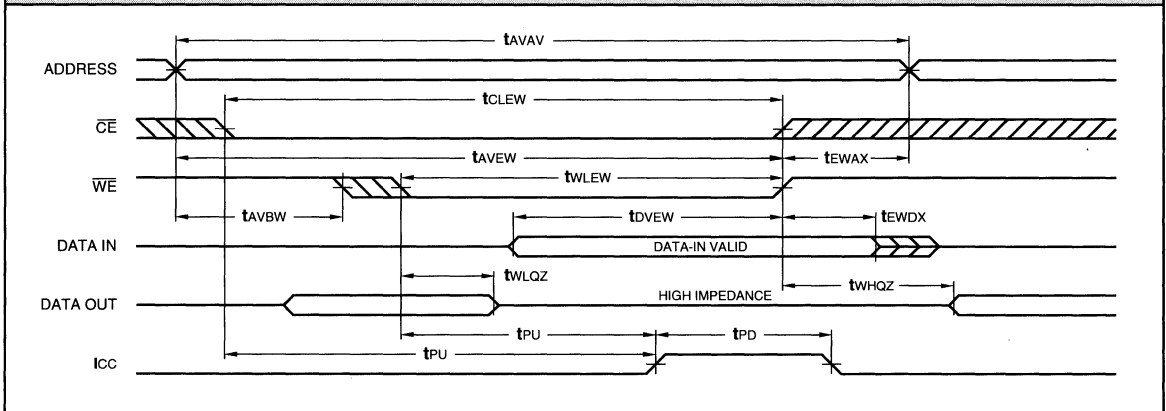 tAVAV
ADDRESS
tCLEW
CE
tAVEW
tEWAX
WE
tWLEW
tAVBW
tDVEW
tEWDX
DATA IN
DATA-IN VALID
tWLQZ
DATA OUT
HIGH IMPEDANCE
tWHQZ
tPU
tPD
tPU
ICC